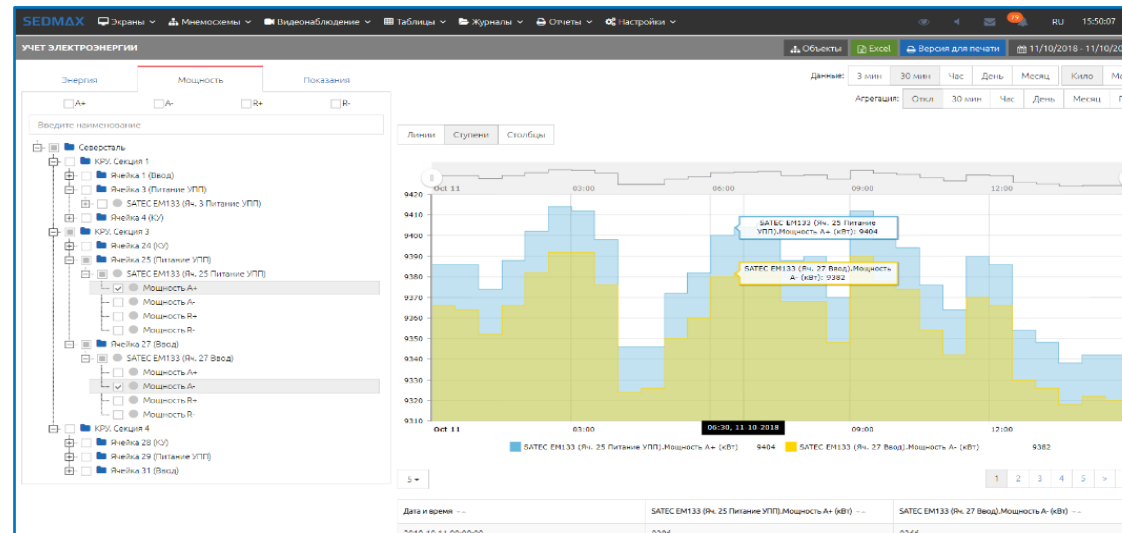 SEDMAX Экраны Мнемосхемы Видеонаблюдение Таблицы Журналы Отчеты Настройки 79 RU 15:50:07
УЧЕТ ЭЛЕКТРОЭНЕРГИИ Объекты Excel Версия для печати 11/10/2018 - 11/10/20
Энергия Мощность Показания
Данные: 3 мин 30 мин Час День Месяц Кило
A+ A- R+ R-
Агрегация: Откл 30 мин Час День Месяц
Введите наименование
Линии Ступени Столбцы
Северсталь
КРУ. Секция 1
Ячейка 1 (Ввод)
Ячейка 3 (Питание УПП)
SATEC EM133 (Яч. 3 Питание УПП)
Ячейка 4 (КУ)
КРУ. Секция 3
Ячейка 24 (КУ)
Ячейка 25 (Питание УПП)
SATEC EM133 (Яч. 25 Питание УПП)
Мощность A+
Мощность A-
Мощность R+
Мощность R-
Ячейка 27 (Ввод)
SATEC EM133 (Яч. 27 Ввод)
Мощность A+
Мощность A-
Мощность R+
Мощность R-
КРУ. Секция 4
Ячейка 28 (КУ)
Ячейка 29 (Питание УПП)
Ячейка 31 (Ввод)
Oct 11 03:00 06:00 09:00 12:00
9420
9410
9400
9390
9380
9370
9360
9350
9340
9330
9320
9310
SATEC EM133 (Яч. 25 Питание
УПП).Мощность A+ (кВт): 9404
SATEC EM133 (Яч. 27 Ввод).Мощность
A- (кВт): 9382
Oct 11 03:00 06:30, 11-10-2018 09:00 12:00
SATEC EM133 (Яч. 25 Питание УПП).Мощность A+ (кВт) 9404 SATEC EM133 (Яч. 27 Ввод).Мощность A- (кВт) 9382
5 1 2 3 4 5 »
Дата и время SATEC EM133 (Яч. 25 Питание УПП).Мощность A+ (кВт) SATEC EM133 (Яч. 27 Ввод).Мощность A- (кВт)